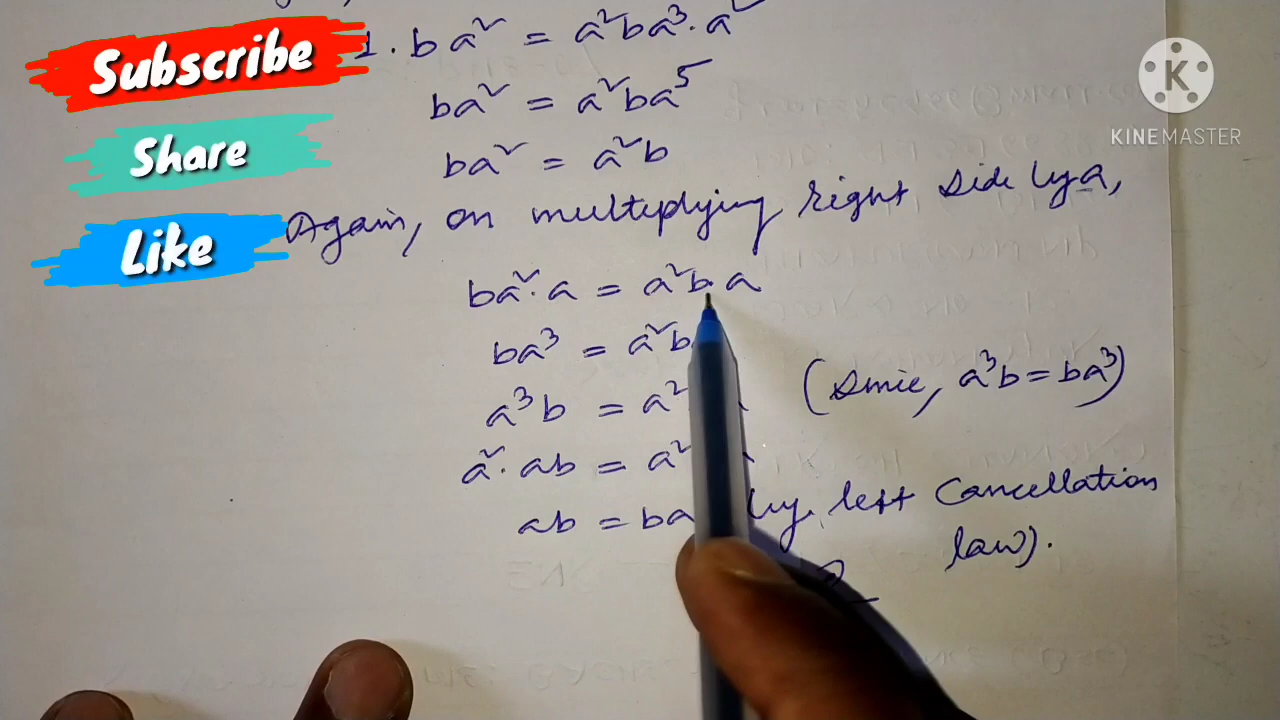 Subscribe
Share
Like
KINEMASTER
1. ba² = a²ba³.a²
ba² = a²ba⁵
ba² = a²b
Again, on multiplying right side by a,
ba².a = a²b.a
ba³ = a²b
a³b = a² (Since, a³b = ba³)
a².ab = a²
ab = ba by left Cancellation
law).